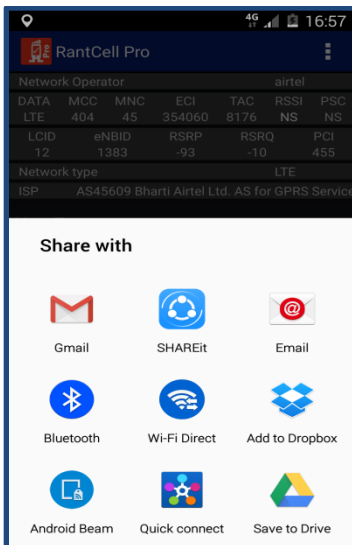 4G 16:57
Pro RantCell Pro
Network Operator airtel
DATA MCC MNC ECI TAC RSSI PSC
LTE 404 45 354060 8176 NS NS
LCID eNBID RSRP RSRQ PCI
12 1383 -93 -10 455
Network type LTE
ISP AS45609 Bharti Airtel Ltd. AS for GPRS Service
Share with
Gmail SHAREit Email
Bluetooth Wi-Fi Direct Add to Dropbox
Android Beam Quick connect Save to Drive